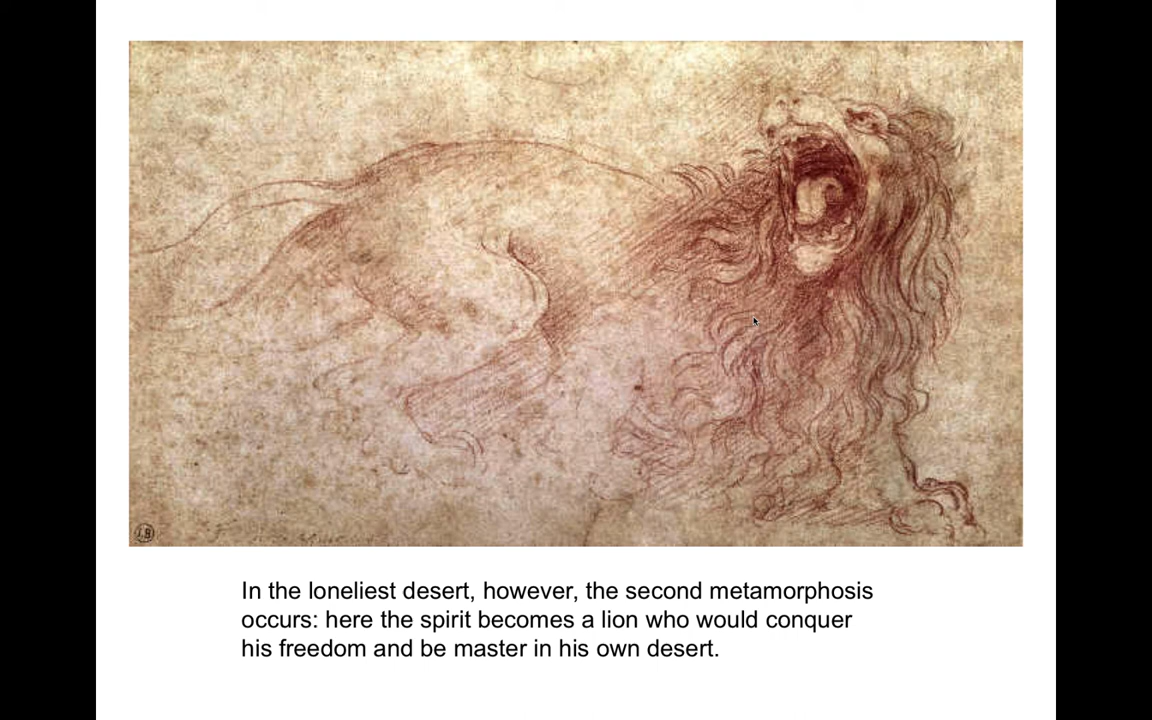 In the loneliest desert, however, the second metamorphosis
occurs: here the spirit becomes a lion who would conquer
his freedom and be master in his own desert.